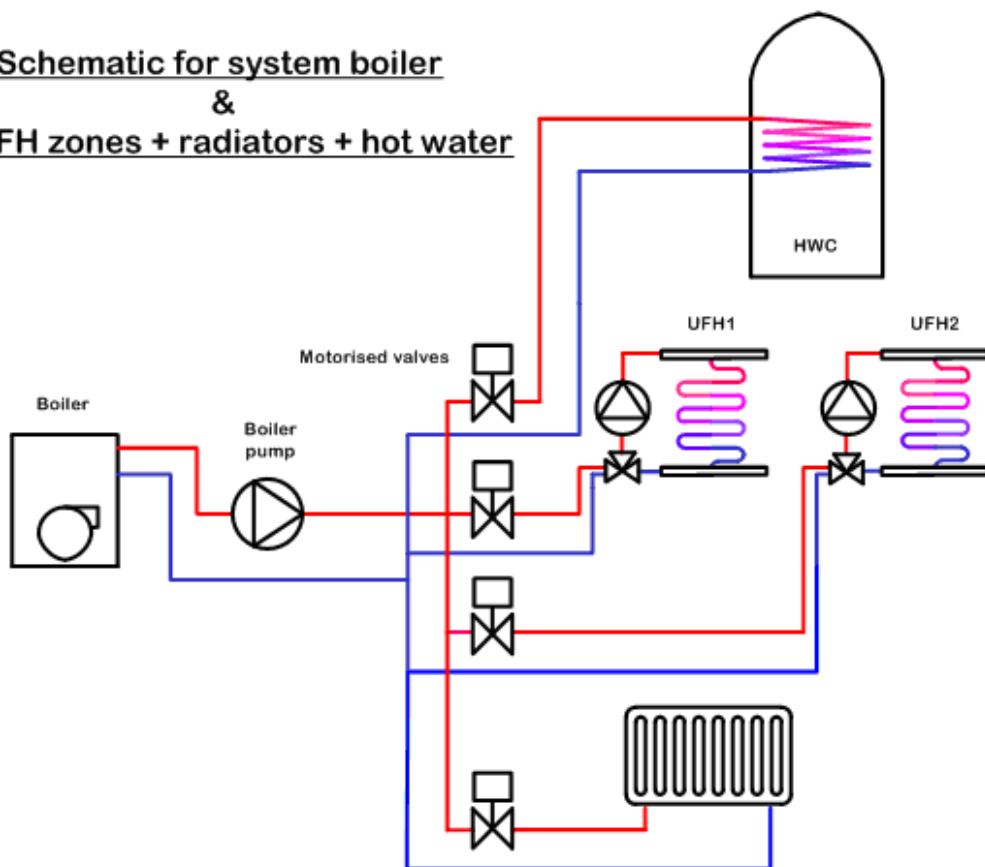 Schematic for system boiler
&
FH zones + radiators + hot water
HWC
UFH1
UFH2
Motorised valves
Boiler
Boiler
pump